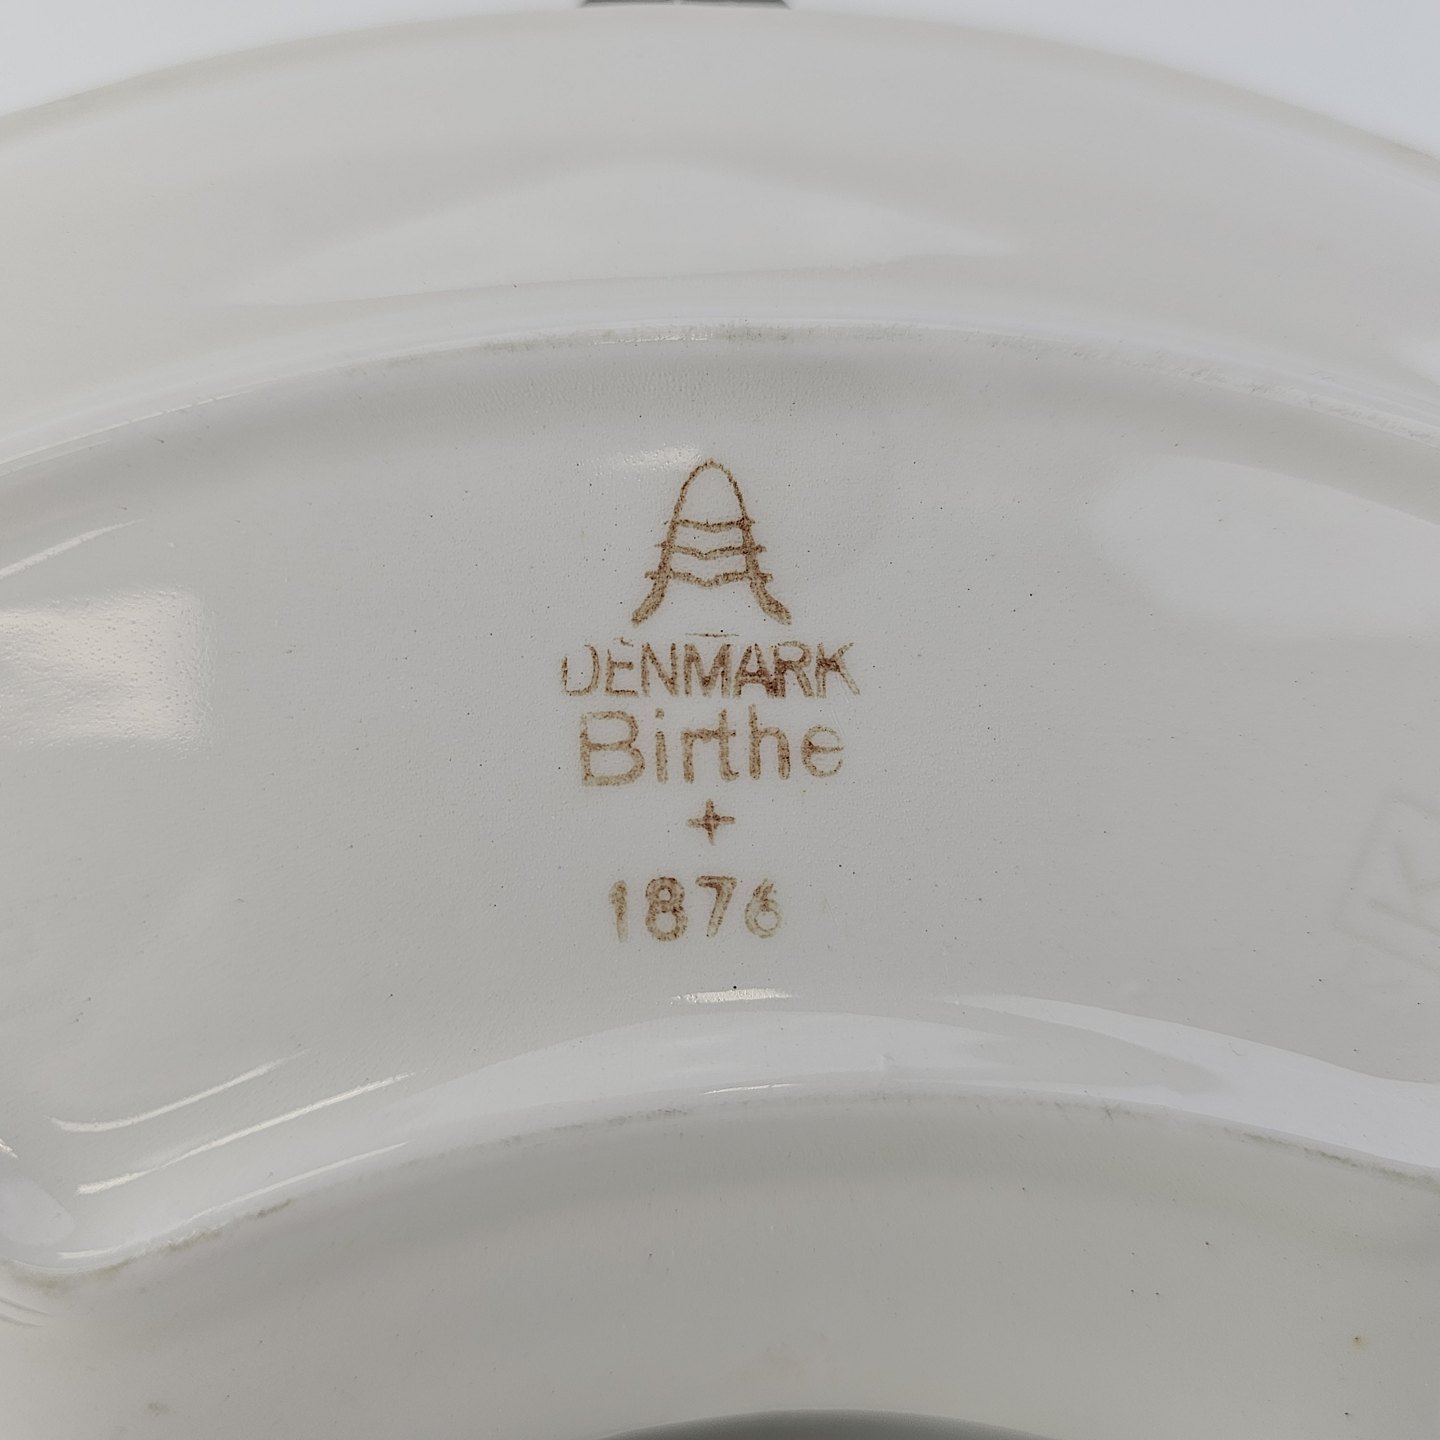 DENMARK
Birthe
+
1876